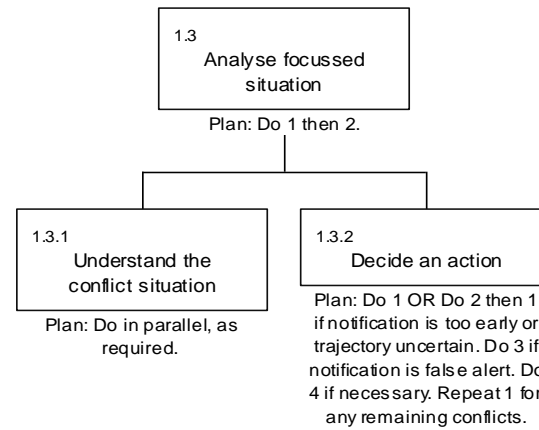 1.3
Analyse focussed
situation
Plan: Do 1 then 2.
1.3.1
Understand the
conflict situation
Plan: Do in parallel, as
required.
1.3.2
Decide an action
Plan: Do 1 OR Do 2 then 1
if notification is too early or
trajectory uncertain. Do 3 if
notification is false alert. Do
4 if necessary. Repeat 1 for
any remaining conflicts.